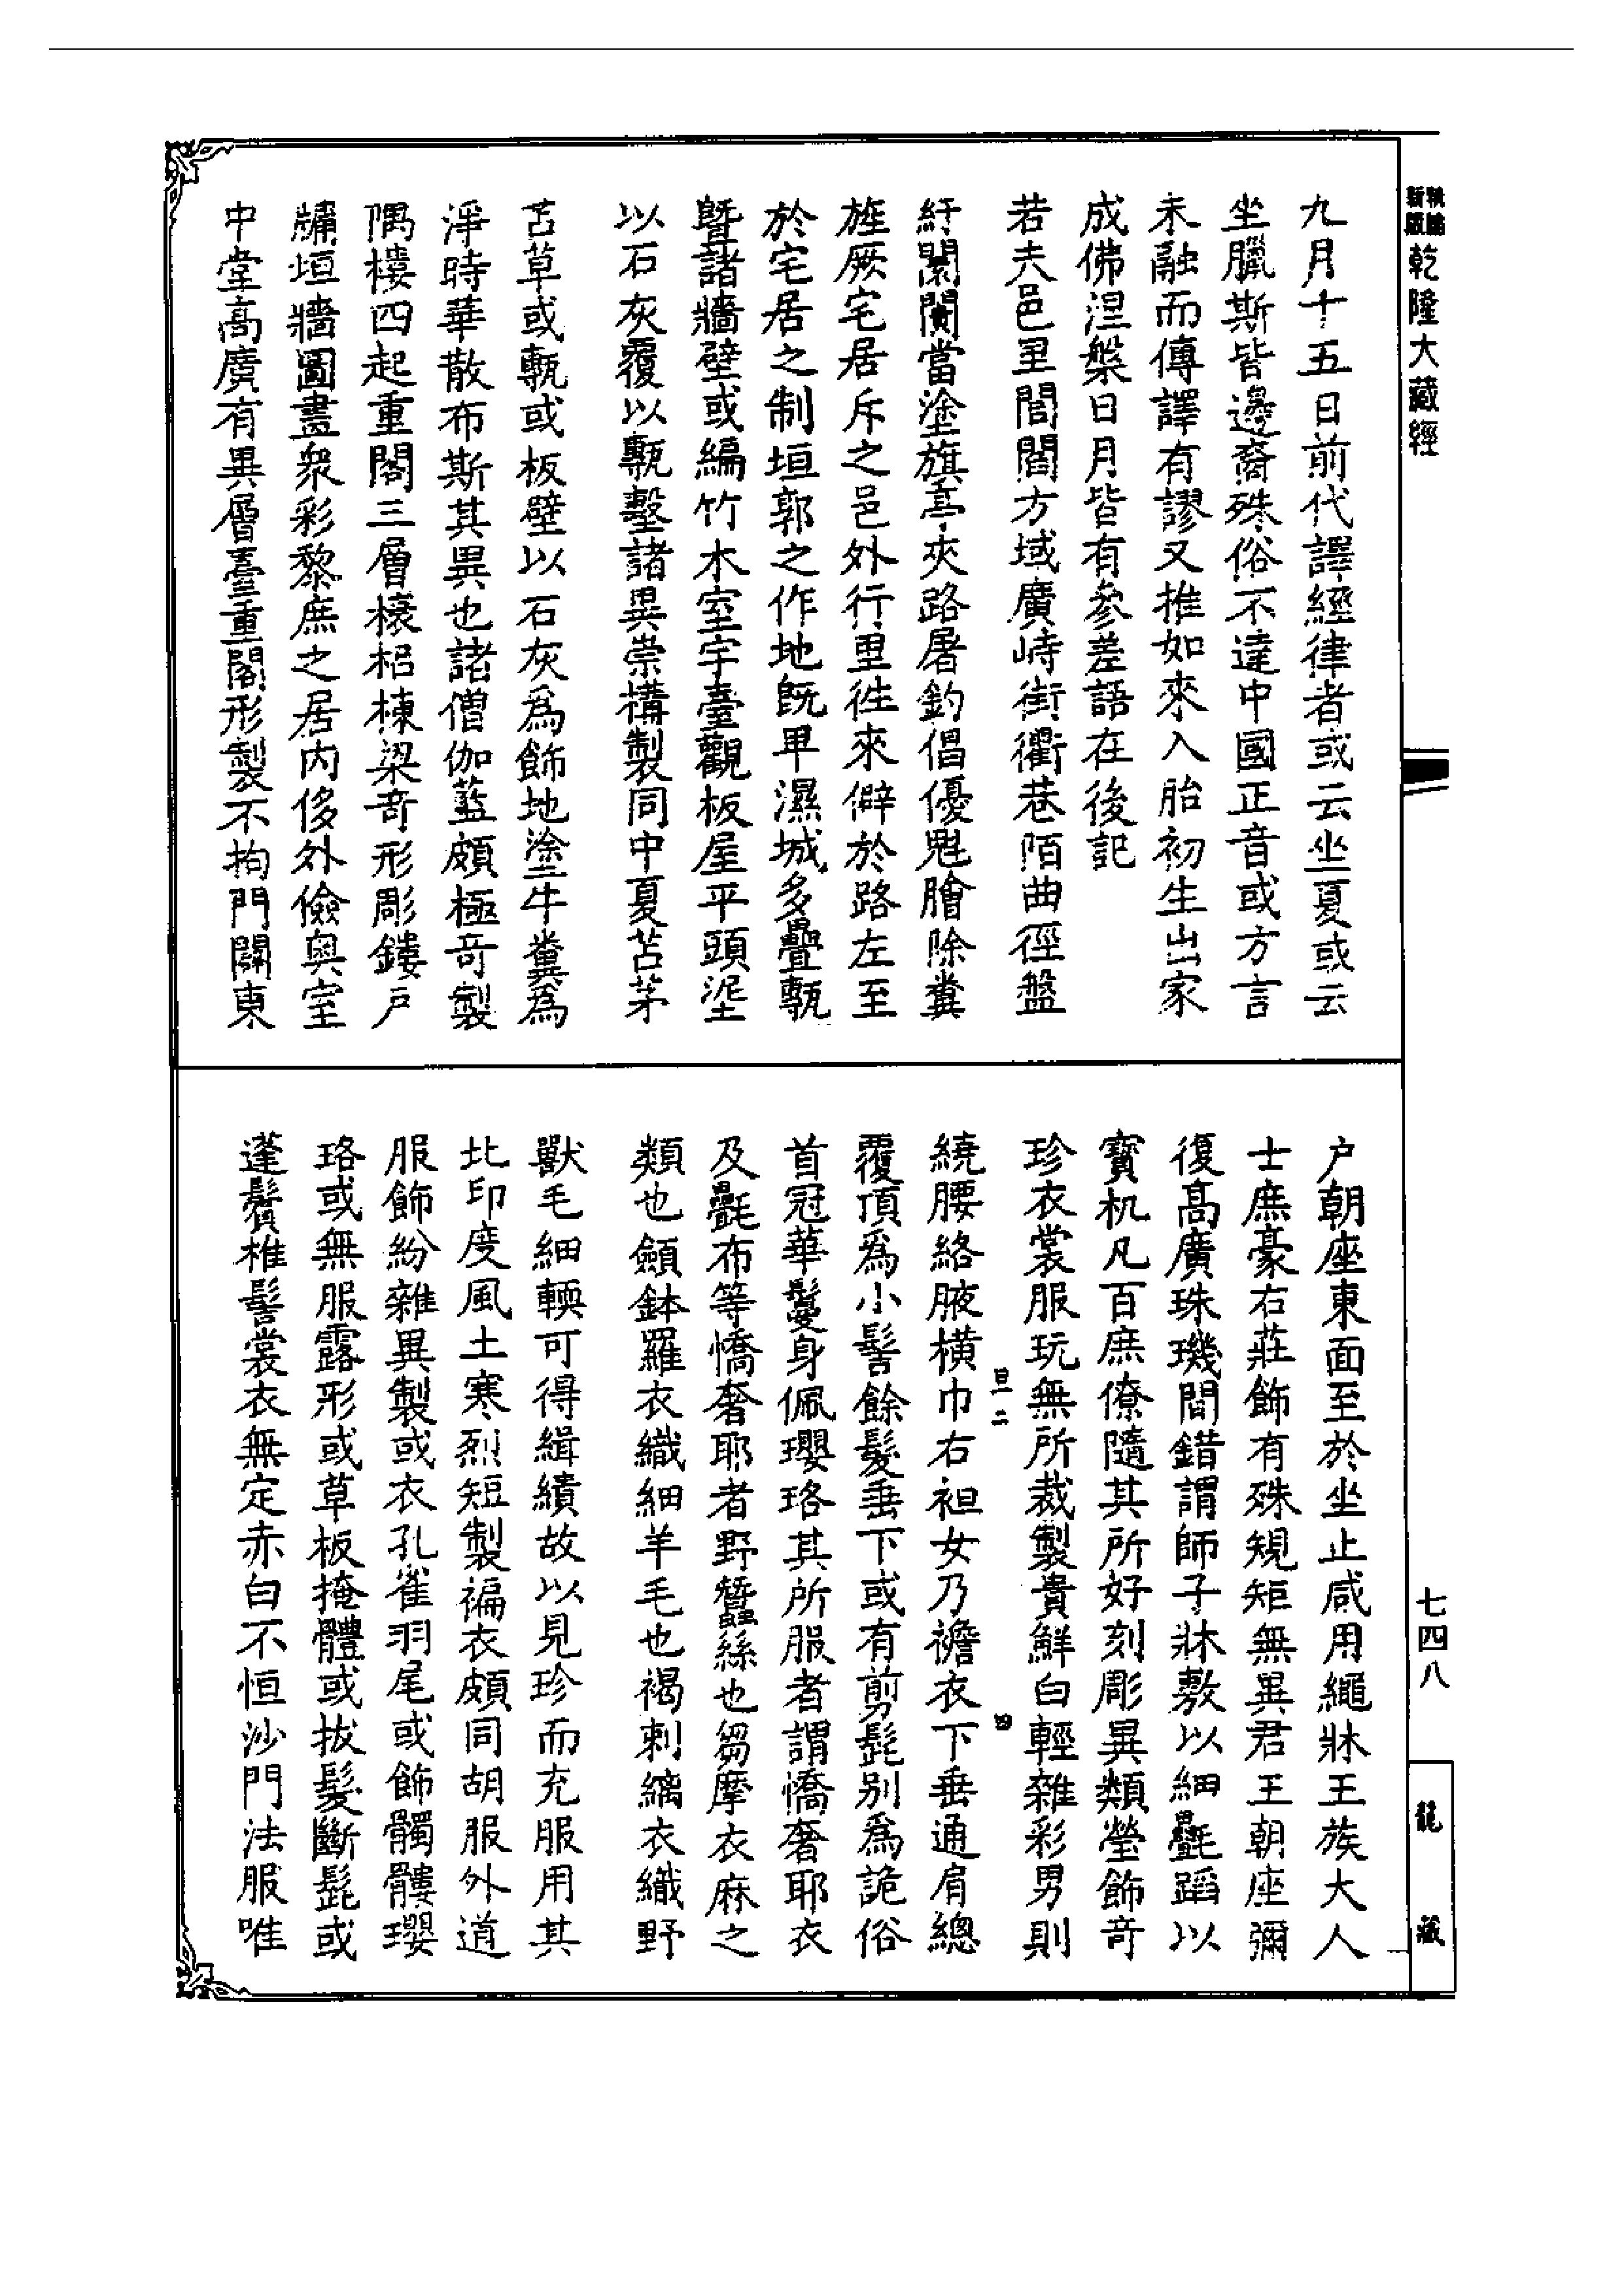 新版乾隆大藏經
九月十五日前代譯經律者或云坐夏或云
坐臘斯皆邊裔殊俗不達中國正音或方言
未融而傳譯有謬又推如來入胎初生出家
成佛涅槃日月皆有參差語在後記
若夫邑里閭閻方域廣峙街衢巷陌曲徑盤
紆闤闠當塗旗亭夾路屠釣倡優魁膾除糞
旌厥宅居斥之邑外行里往來僻於路左至
於宅居之制垣郭之作地既卑濕城多疊甎
暨諸牆壁或編竹木室宇臺觀板屋平頭泥
以石灰覆以甎墼諸異崇構製同中夏苫茅
苫草或甎或板壁以石灰為飾地塗牛糞為
淨時華散布斯其異也諸僧伽藍頗極奇製
隅樓四起重閣三層榱梠棟梁奇形彫鏤戶
牖垣牆圖畫衆彩黎庶之居內侈外儉奧室
中堂高廣有異層臺重閣形製不拘門闢東
戶朝座東面至於坐止咸用繩牀王族大人
士庶豪右莊飾有殊規矩無異君王朝座彌
復高廣珠璣間錯謂師子牀敷以細㲲蹈以
寶机凡百庶僚隨其所好刻彫異類瑩飾奇
珍衣裳服玩無所裁製貴鮮白輕雜彩男則
繞腰絡腋橫巾右袒女乃襜衣下垂通肩總
覆頂為小髻餘髮垂下或有剪髭別為詭俗
首冠華鬘身佩瓔珞其所服者謂憍奢耶衣
及㲲布等憍奢耶者野蠶絲也芻摩衣麻之
類也顩鉢羅衣織細羊毛也褐刺縭衣織野
獸毛細輭可得緝績故以見珍而充服用其
北印度風土寒烈短製褊衣頗同胡服外道
服飾紛雜異製或衣孔雀羽尾或飾髑髏瓔
珞或無服露形或草板掩體或拔髮斷髭或
蓬鬢椎髻裳衣無定赤白不恒沙門法服唯
旦二
四
七四八
龍藏